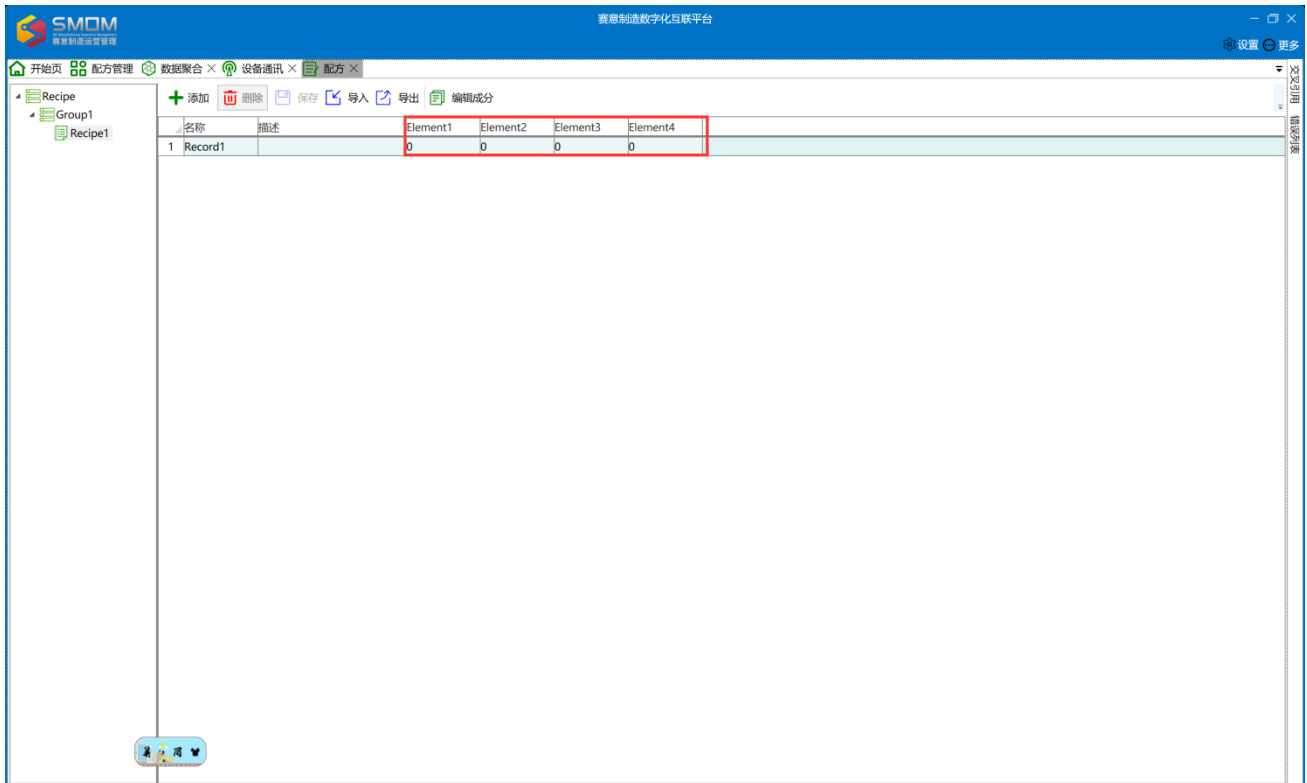 SMOM
赛意制造运营管理
赛意制造数字化互联平台
设置 更多
开始页 配方管理 数据聚合 设备通讯 配方
交叉引用 错误列表
Recipe
Group1
Recipe1
添加 删除 保存 导入 导出 编辑成分
名称 描述 Element1 Element2 Element3 Element4
1 Record1 0 0 0 0